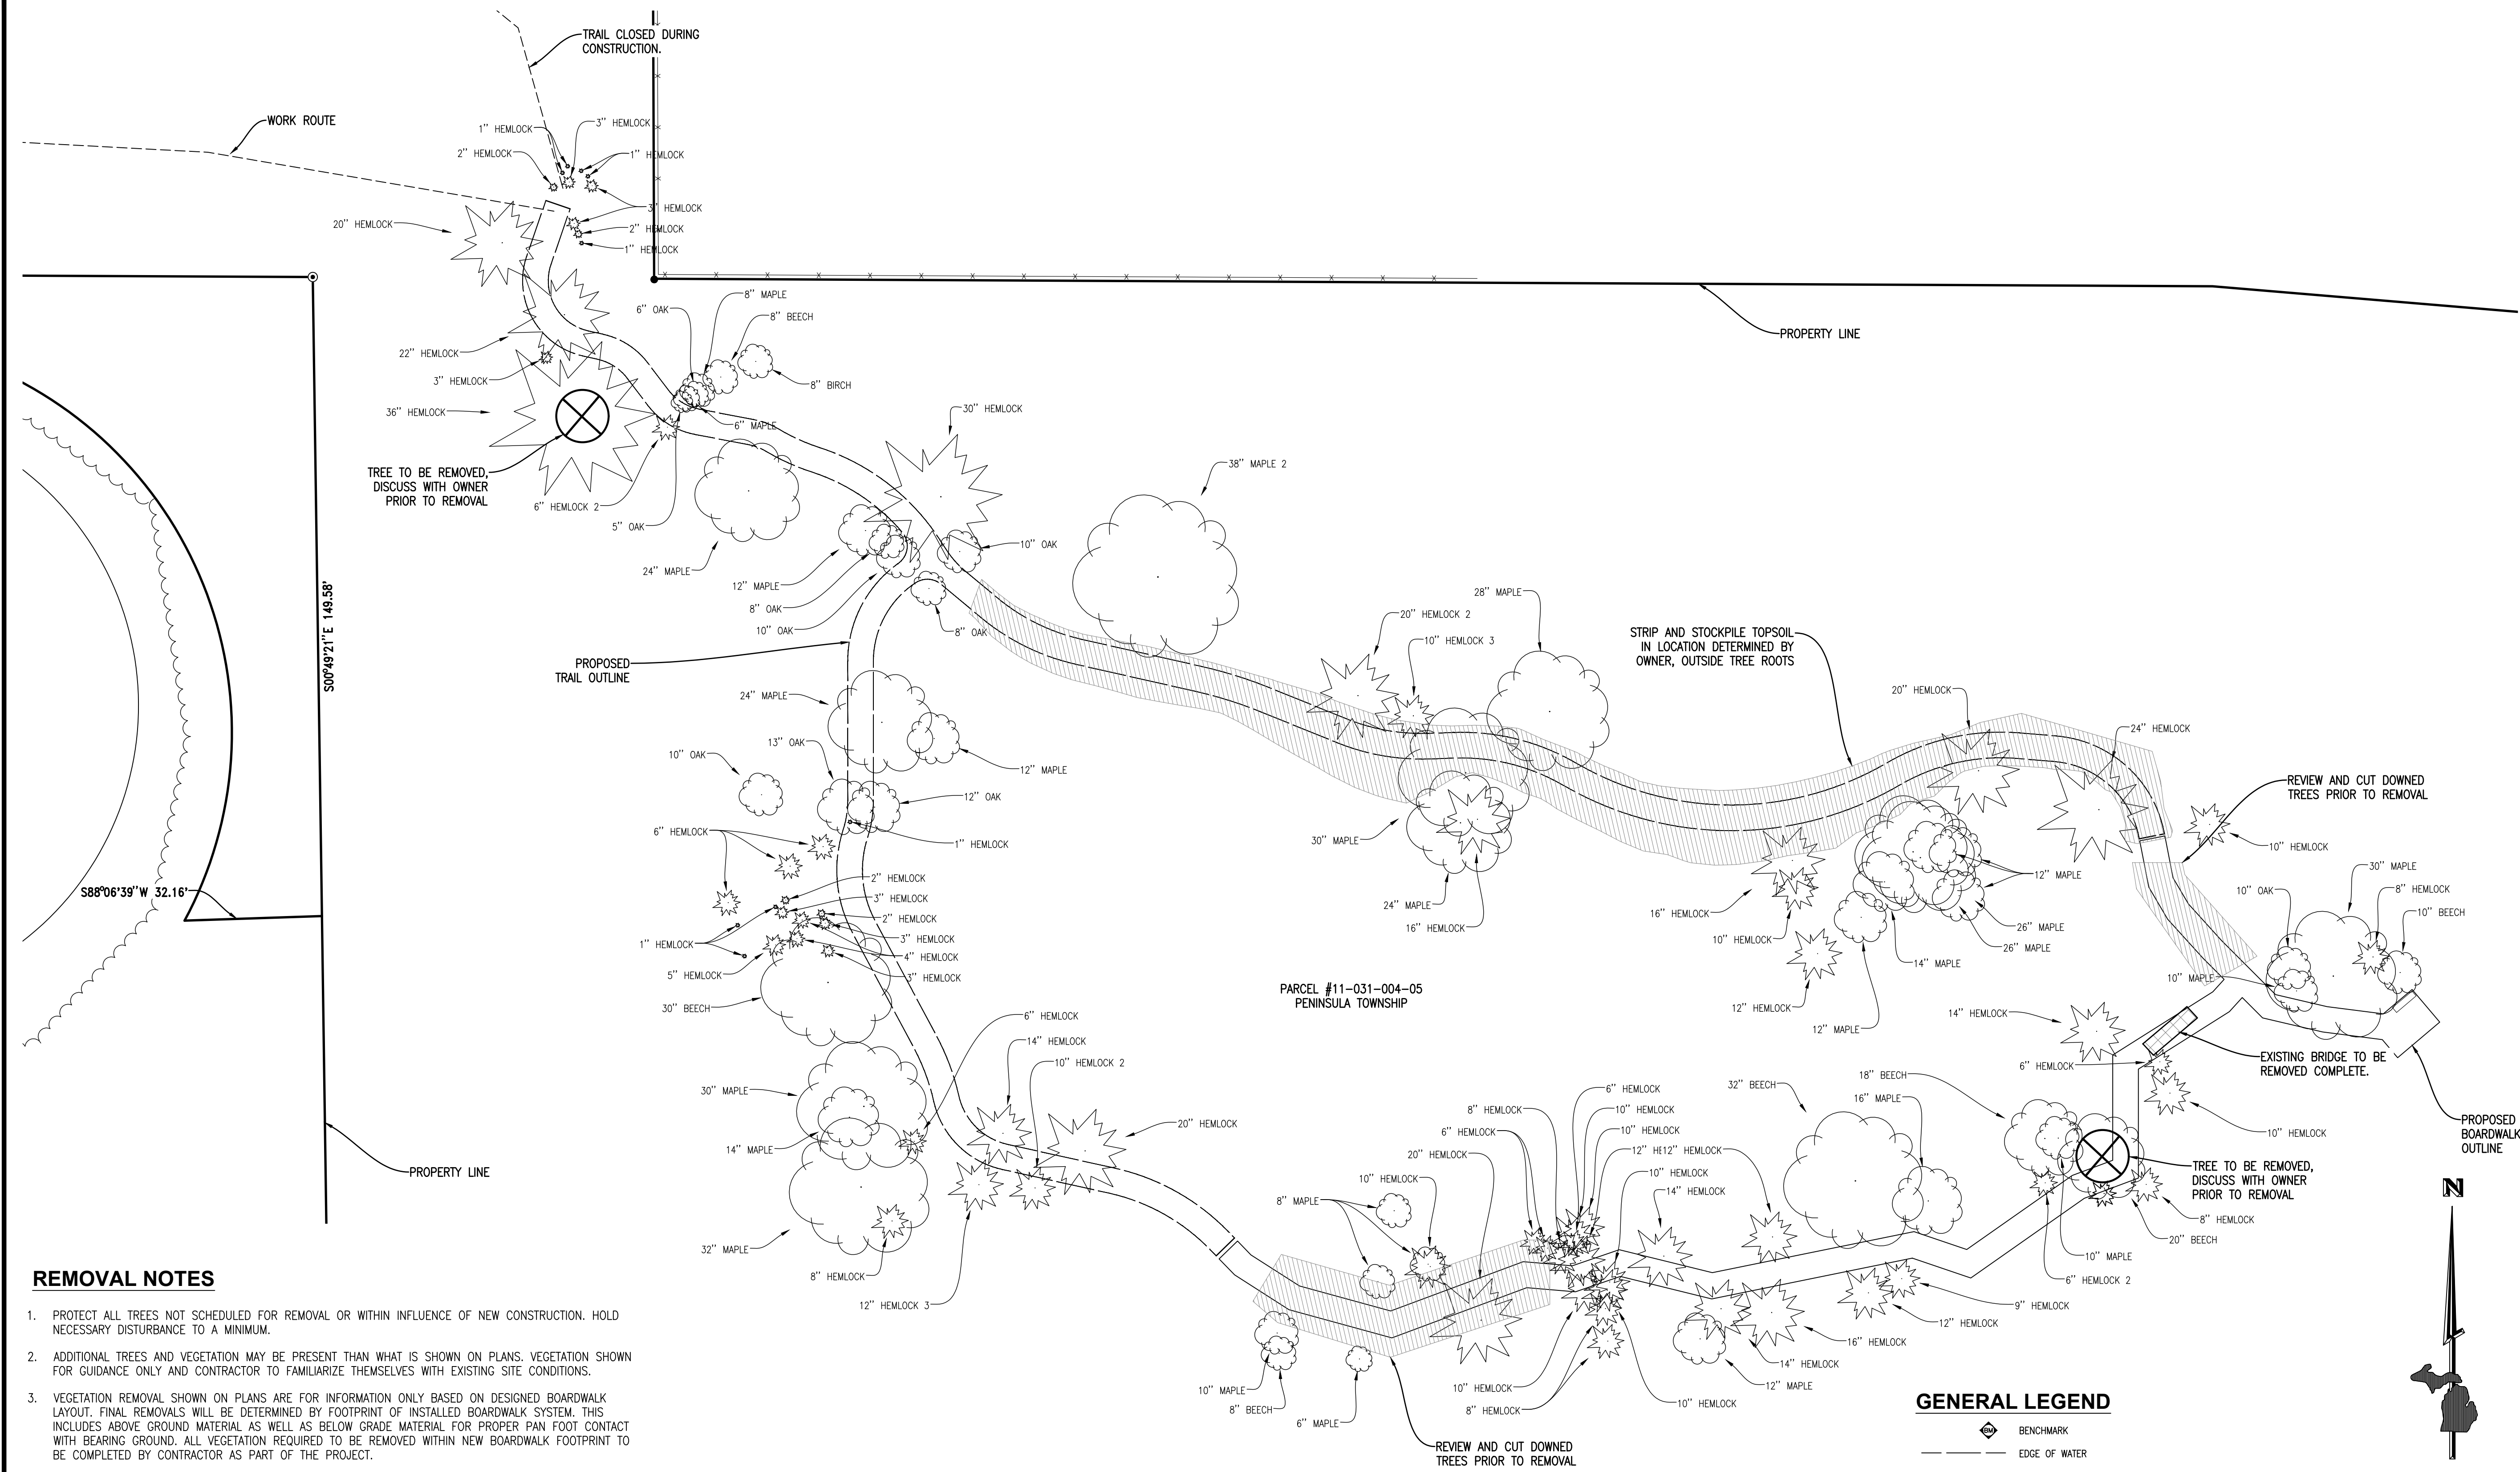 TRAIL CLOSED DURING
CONSTRUCTION.
WORK ROUTE
1" HEMLOCK
3" HEMLOCK
2" HEMLOCK
1" HEMLOCK
20" HEMLOCK
3" HEMLOCK
2" HEMLOCK
1" HEMLOCK
8" MAPLE
6" OAK
8" BEECH
PROPERTY LINE
22" HEMLOCK
3" HEMLOCK
8" BIRCH
36" HEMLOCK
30" HEMLOCK
6" MAPLE
TREE TO BE REMOVED,
DISCUSS WITH OWNER
PRIOR TO REMOVAL
38" MAPLE 2
6" HEMLOCK 2
5" OAK
10" OAK
24" MAPLE
12" MAPLE
8" OAK
10" OAK
8" OAK
28" MAPLE
20" HEMLOCK 2
10" HEMLOCK 3
STRIP AND STOCKPILE TOPSOIL
IN LOCATION DETERMINED BY
OWNER, OUTSIDE TREE ROOTS
S00°49'21"E 149.58'
PROPOSED
TRAIL OUTLINE
24" MAPLE
20" HEMLOCK
24" HEMLOCK
13" OAK
10" OAK
12" MAPLE
REVIEW AND CUT DOWNED
TREES PRIOR TO REMOVAL
12" OAK
6" HEMLOCK
1" HEMLOCK
30" MAPLE
10" HEMLOCK
30" MAPLE
2" HEMLOCK
12" MAPLE
10" OAK
8" HEMLOCK
S88°06'39"W 32.16'
3" HEMLOCK
24" MAPLE
16" HEMLOCK
10" BEECH
2" HEMLOCK
16" HEMLOCK
26" MAPLE
3" HEMLOCK
1" HEMLOCK
10" HEMLOCK
26" MAPLE
4" HEMLOCK
14" MAPLE
5" HEMLOCK
3" HEMLOCK
10" MAPLE
PARCEL #11-031-004-05
PENINSULA TOWNSHIP
30" BEECH
6" HEMLOCK
12" HEMLOCK
14" HEMLOCK
12" MAPLE
14" HEMLOCK
10" HEMLOCK 2
EXISTING BRIDGE TO BE
REMOVED COMPLETE.
6" HEMLOCK
30" MAPLE
6" HEMLOCK
32" BEECH
18" BEECH
16" MAPLE
8" HEMLOCK
10" HEMLOCK
20" HEMLOCK
6" HEMLOCK
10" HEMLOCK
PROPOSED
BOARDWALK
OUTLINE
10" HEMLOCK
14" MAPLE
20" HEMLOCK
12" HE
12" HEMLOCK
PROPERTY LINE
10" HEMLOCK
10" HEMLOCK
TREE TO BE REMOVED,
DISCUSS WITH OWNER
PRIOR TO REMOVAL
N
8" MAPLE
14" HEMLOCK
8" HEMLOCK
20" BEECH
32" MAPLE
10" MAPLE
8" HEMLOCK
6" HEMLOCK 2
12" HEMLOCK 3
9" HEMLOCK
12" HEMLOCK
16" HEMLOCK
14" HEMLOCK
10" MAPLE
10" HEMLOCK
12" MAPLE
8" BEECH
8" HEMLOCK
10" HEMLOCK
6" MAPLE
REVIEW AND CUT DOWNED
TREES PRIOR TO REMOVAL
REMOVAL NOTES
1. PROTECT ALL TREES NOT SCHEDULED FOR REMOVAL OR WITHIN INFLUENCE OF NEW CONSTRUCTION. HOLD
NECESSARY DISTURBANCE TO A MINIMUM.
2. ADDITIONAL TREES AND VEGETATION MAY BE PRESENT THAN WHAT IS SHOWN ON PLANS. VEGETATION SHOWN
FOR GUIDANCE ONLY AND CONTRACTOR TO FAMILIARIZE THEMSELVES WITH EXISTING SITE CONDITIONS.
3. VEGETATION REMOVAL SHOWN ON PLANS ARE FOR INFORMATION ONLY BASED ON DESIGNED BOARDWALK
LAYOUT. FINAL REMOVALS WILL BE DETERMINED BY FOOTPRINT OF INSTALLED BOARDWALK SYSTEM. THIS
INCLUDES ABOVE GROUND MATERIAL AS WELL AS BELOW GRADE MATERIAL FOR PROPER PAN FOOT CONTACT
WITH BEARING GROUND. ALL VEGETATION REQUIRED TO BE REMOVED WITHIN NEW BOARDWALK FOOTPRINT TO
BE COMPLETED BY CONTRACTOR AS PART OF THE PROJECT.
GENERAL LEGEND
BM BENCHMARK
EDGE OF WATER